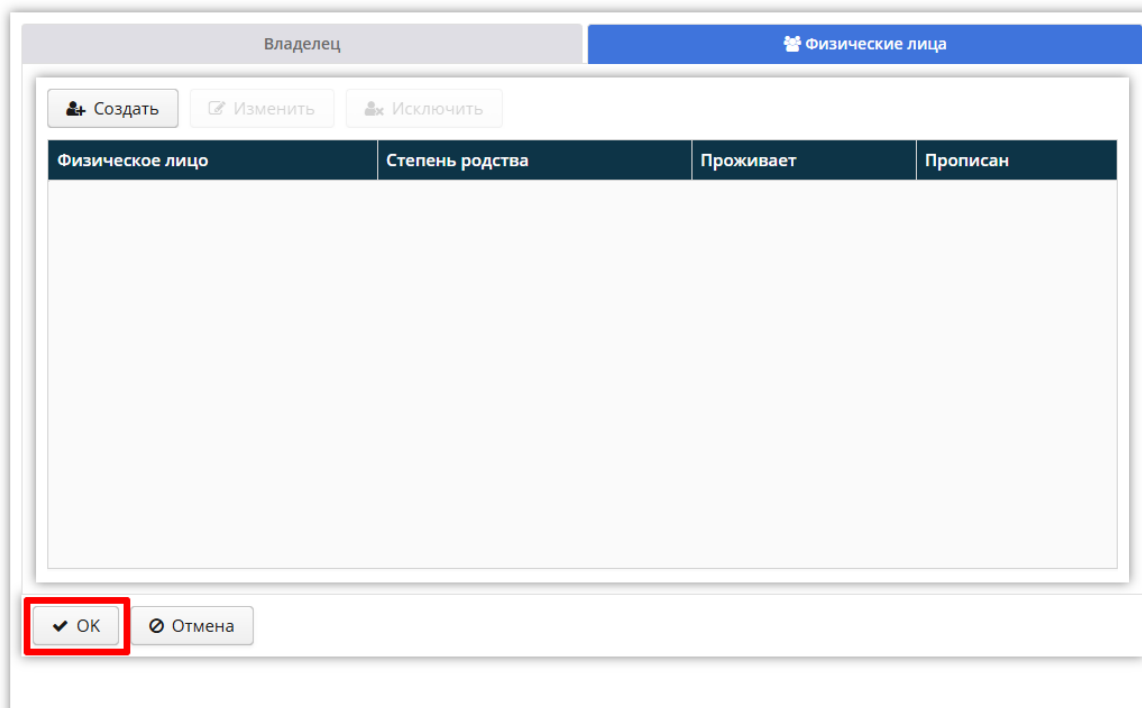 Владелец Физические лица
Создать Изменить Исключить
Физическое лицо Степень родства Проживает Прописан
OK Отмена